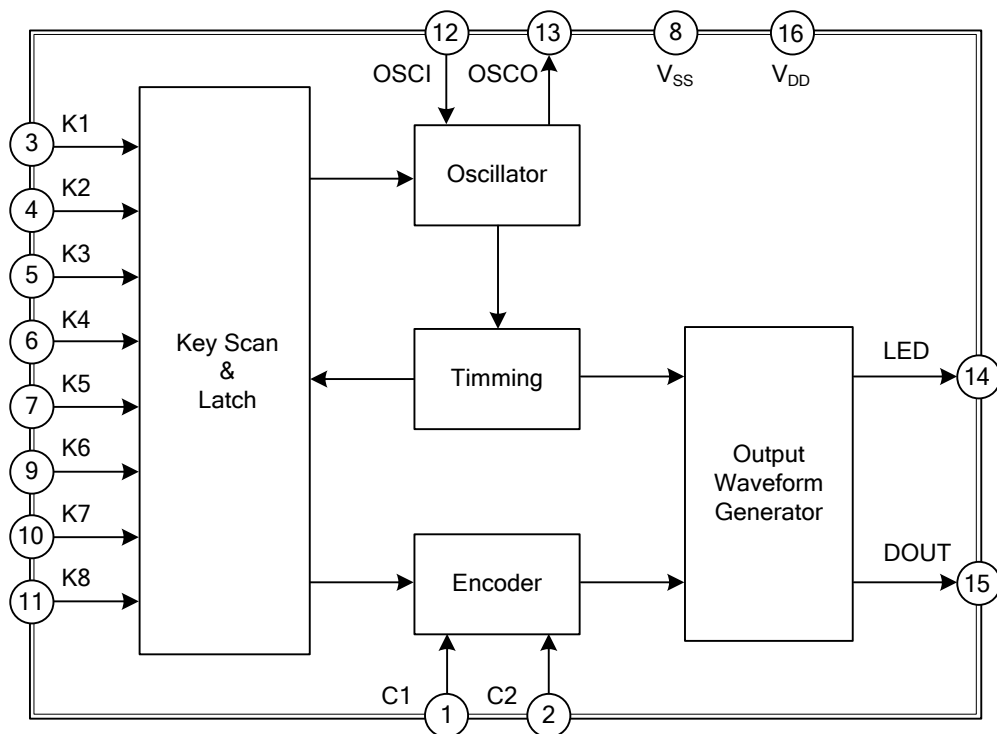 12
13
8
16
OSCI
OSCO
VSS
VDD
3
K1
4
K2
5
K3
6
K4
7
K5
9
K6
10
K7
11
K8
Key Scan
&
Latch
Oscillator
Timming
Encoder
Output
Waveform
Generator
LED
14
DOUT
15
C1
1
C2
2